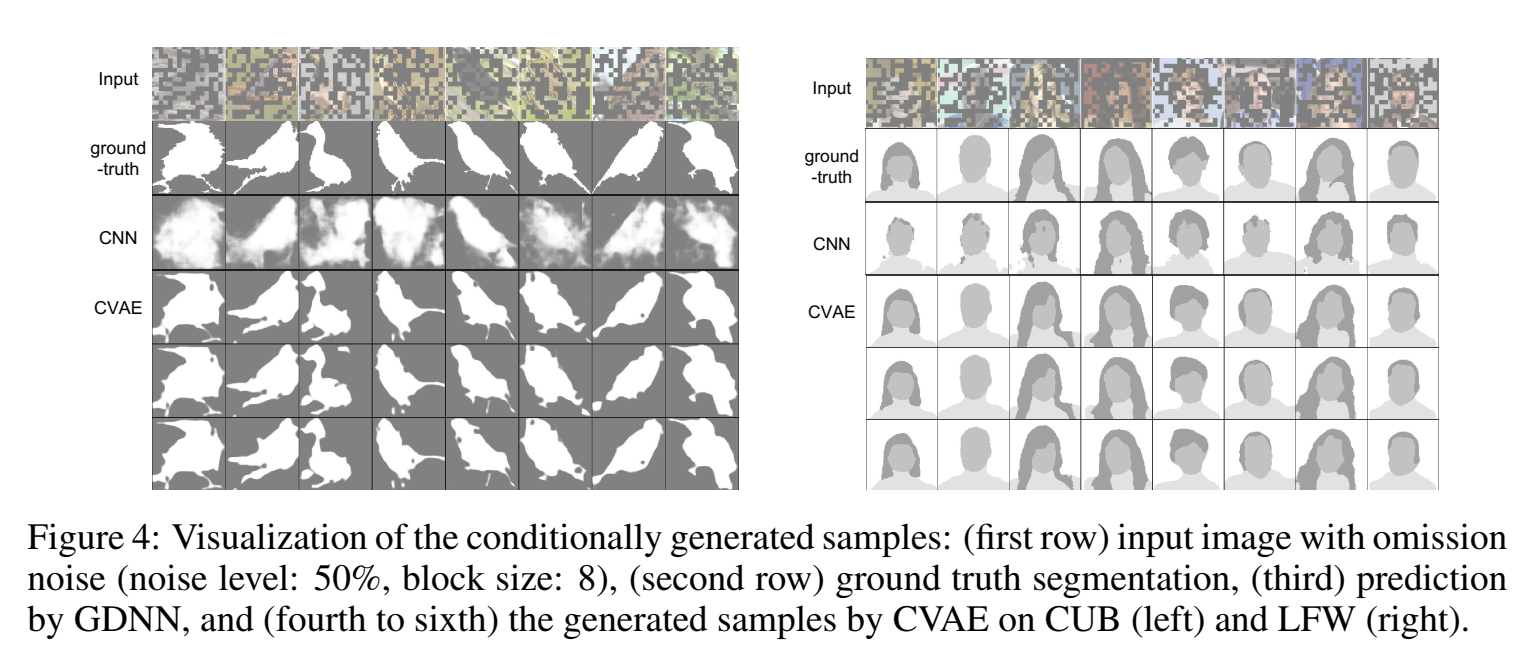 Input
ground
-truth
CNN
CVAE
Input
ground
-truth
CNN
CVAE
Figure 4: Visualization of the conditionally generated samples: (first row) input image with omission
noise (noise level: 50%, block size: 8), (second row) ground truth segmentation, (third) prediction
by GDNN, and (fourth to sixth) the generated samples by CVAE on CUB (left) and LFW (right).